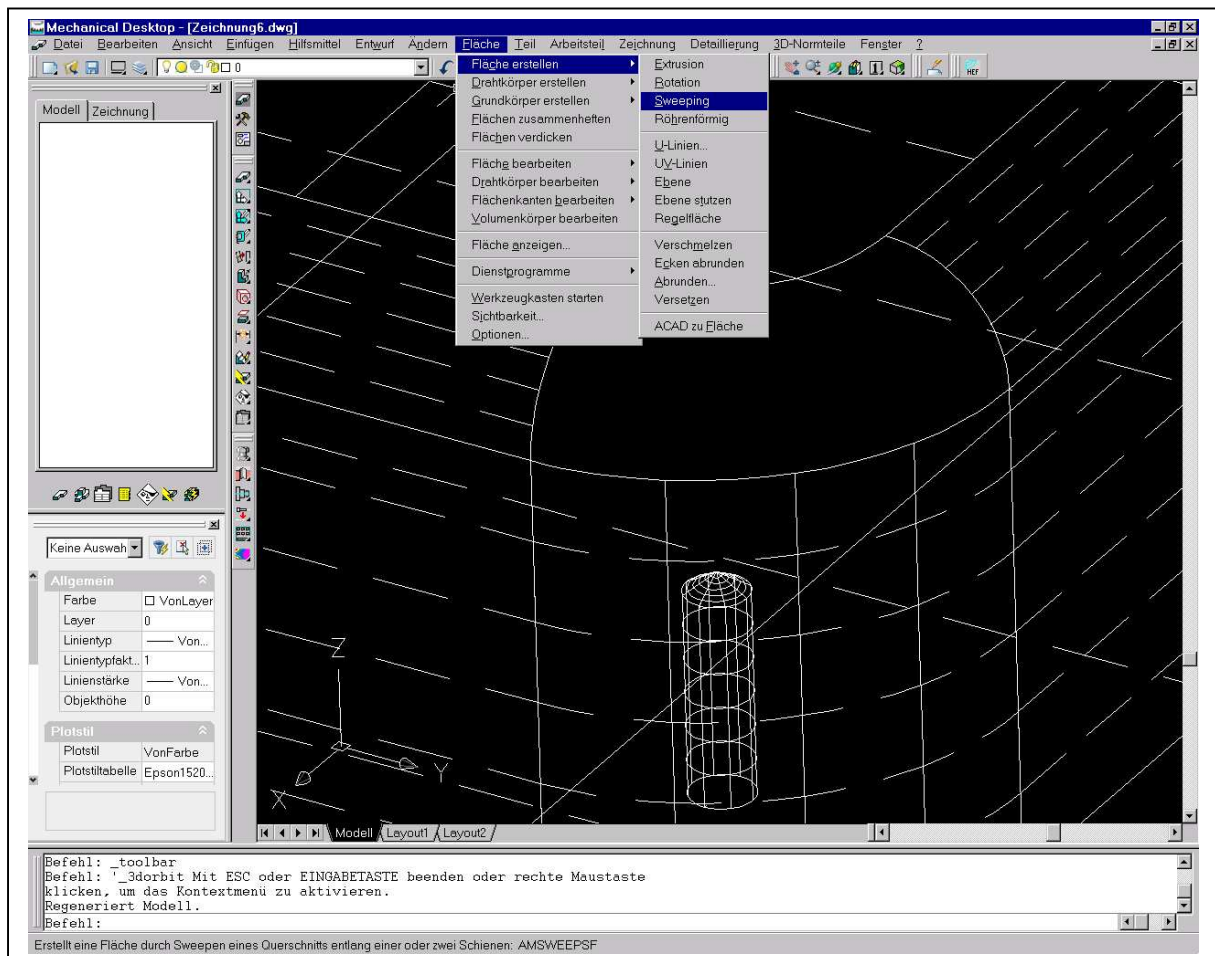 Mechanical Desktop - [Zeichnung6.dwg]
Datei Bearbeiten Ansicht Einfügen Hilfsmittel Entwurf Ändern Fläche Teil Arbeitsteil Zeichnung Detaillierung 3D-Normteile Fenster ?
0
HEF
Modell Zeichnung
Fläche erstellen
Drahtkörper erstellen
Grundkörper erstellen
Flächen zusammenheften
Flächen verdicken
Fläche bearbeiten
Drahtkörper bearbeiten
Flächenkanten bearbeiten
Volumenkörper bearbeiten
Fläche anzeigen...
Dienstprogramme
Werkzeugkasten starten
Sichtbarkeit...
Optionen...
Extrusion
Rotation
Sweeping
Röhrenförmig
U-Linien...
UV-Linien
Ebene
Ebene stutzen
Regelfläche
Verschmelzen
Ecken abrunden
Abrunden...
Versetzen
ACAD zu Fläche
Keine Auswah
Allgemein
Farbe VonLayer
Layer 0
Linientyp Von...
Linientypfakt... 1
Linienstärke Von...
Objekthöhe 0
Plotstil
Plotstil VonFarbe
Plotstiltabelle Epson1520...
Z
Y
X
Modell Layout1 Layout2
Befehl: _toolbar
Befehl: '_3dorbit Mit ESC oder EINGABETASTE beenden oder rechte Maustaste
klicken, um das Kontextmenü zu aktivieren.
Regeneriert Modell.
Befehl:
Erstellt eine Fläche durch Sweepen eines Querschnitts entlang einer oder zwei Schienen: AMSWEEPSF